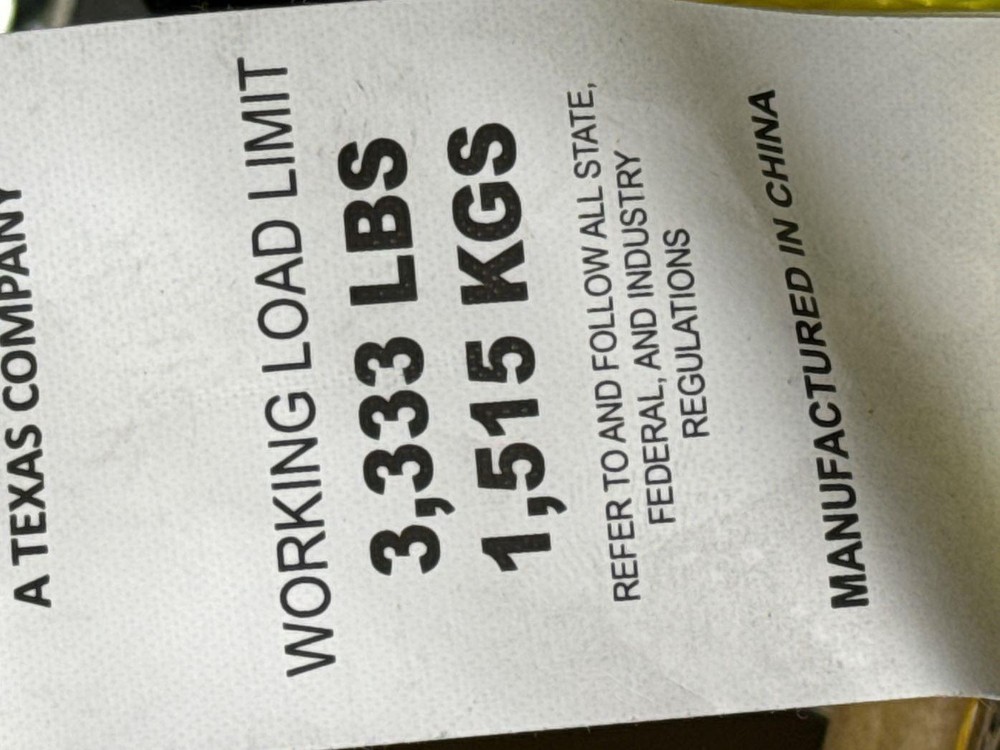 A TEXAS COMPANY
WORKING LOAD LIMIT
3,333 LBS
1,515 KGS
REFER TO AND FOLLOW ALL STATE,
FEDERAL, AND INDUSTRY
REGULATIONS
MANUFACTURED IN CHINA